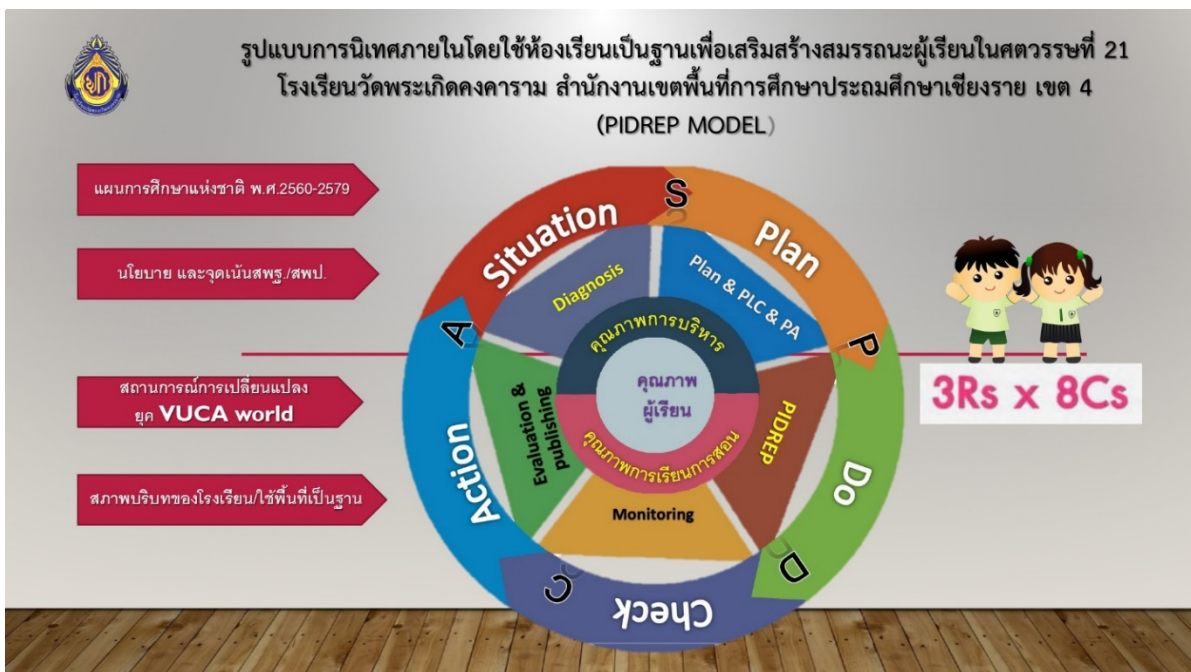 รูปแบบการนิเทศภายในโดยใช้ห้องเรียนเป็นฐานเพื่อเสริมสร้างสมรรถนะผู้เรียนในศตวรรษที่ 21
โรงเรียนวัดพระเกิดคงคาราม สำนักงานเขตพื้นที่การศึกษาประถมศึกษาเชียงราย เขต 4
(PIDREP MODEL)
แผนการศึกษาแห่งชาติ พ.ศ.2560-2579
นโยบาย และจุดเน้นสพฐ./สพป.
สถานการณ์การเปลี่ยนแปลง
ยุค VUCA world
สภาพบริบทของโรงเรียน/ใช้พื้นที่เป็นฐาน
Situation
S
Plan
P
Do
D
Check
C
Action
A
Diagnosis
Plan & PLC & PA
PIDREP
Monitoring
Evaluation &
publishing
คุณภาพการบริหาร
คุณภาพ
ผู้เรียน
คุณภาพการเรียนการสอน
3Rs x 8Cs